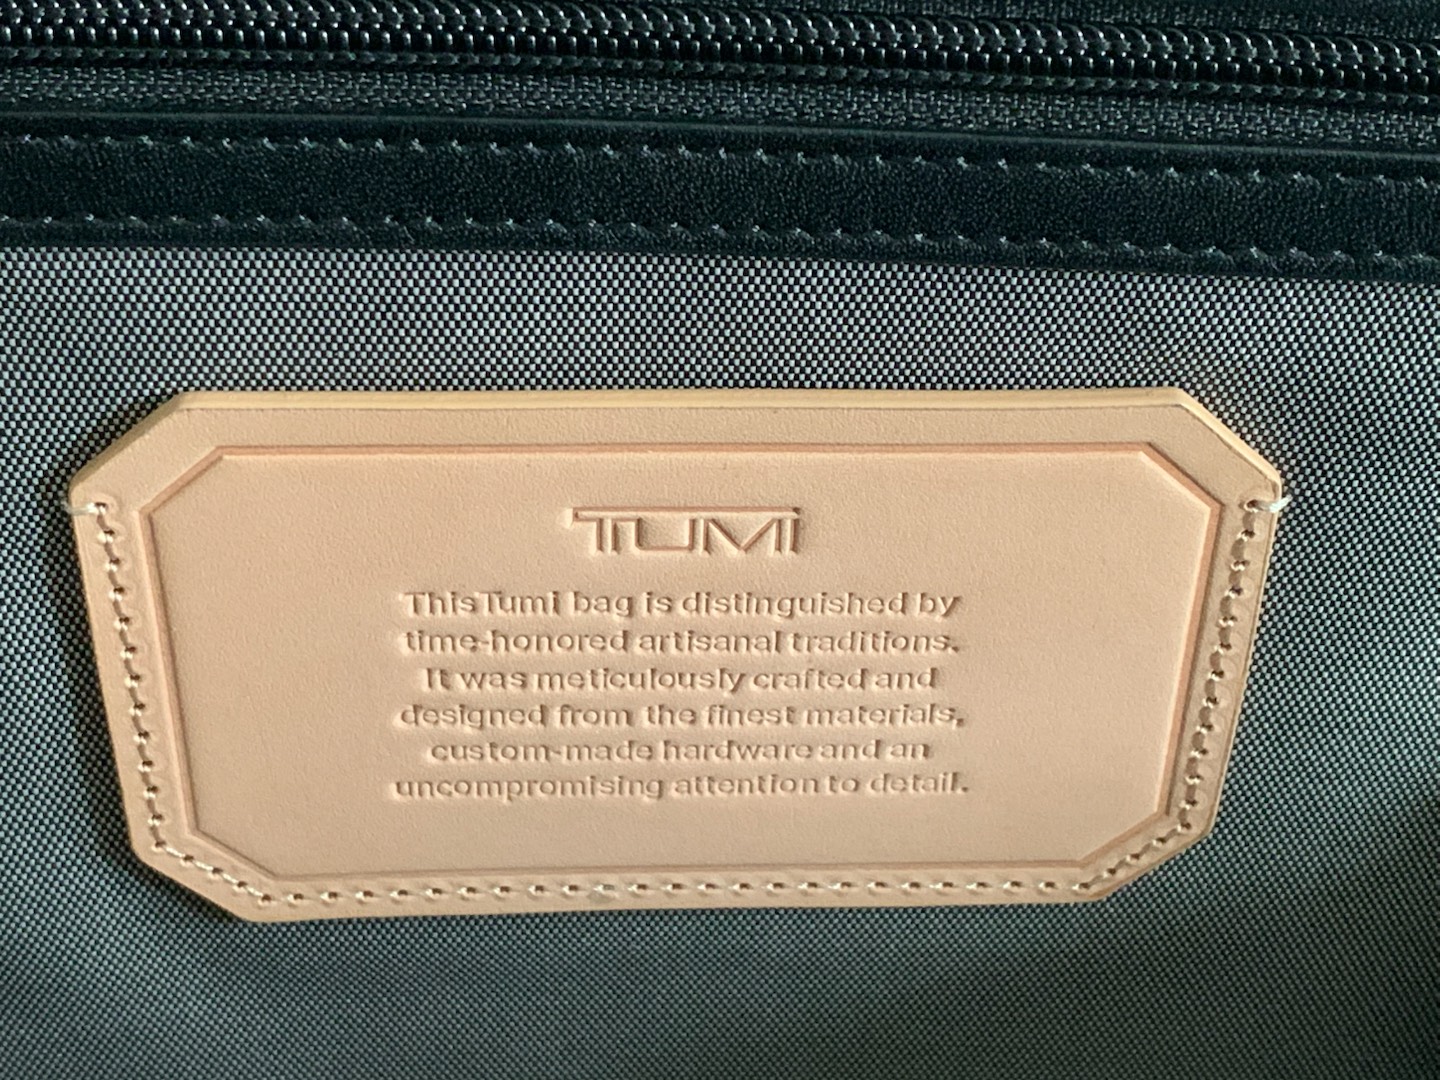 TUMI
This Tumi bag is distinguished by
time-honored artisanal traditions.
It was meticulously crafted and
designed from the finest materials,
custom-made hardware and an
uncompromising attention to detail.